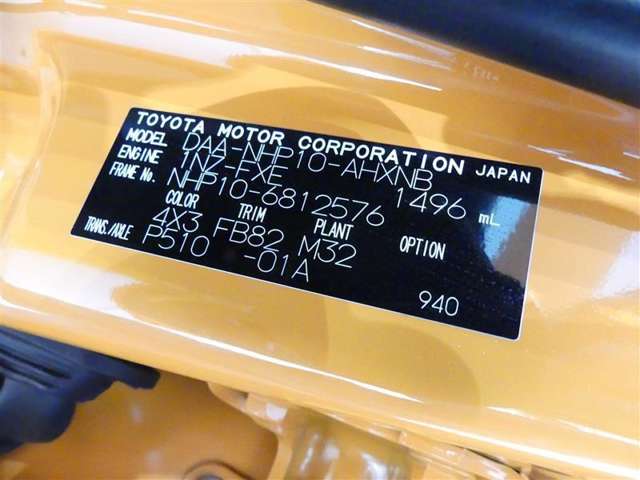 TOYOTA MOTOR CORPORATION JAPAN
MODEL DAA-NHP10-AHXNB
ENGINE 1NZ-FXE 1496 mL
FRAME No. NHP10-6812576
COLOR TRIM PLANT OPTION
4X3 FB82 M32
TRANS./AXLE P510 -01A
940